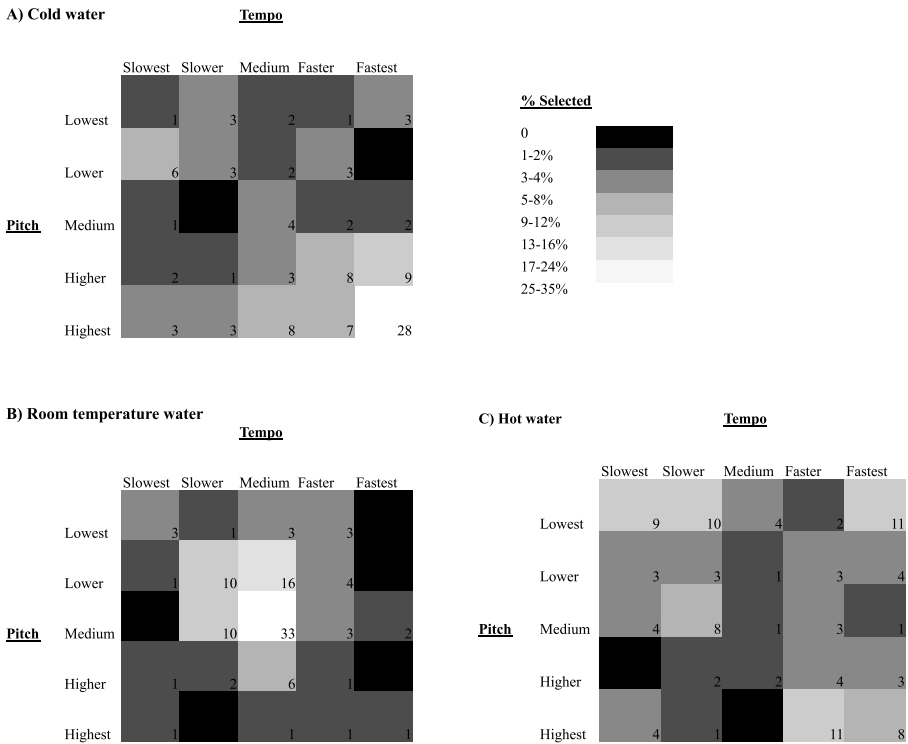 A) Cold water
Tempo
Slowest Slower Medium Faster Fastest
Lowest 1 3 2 1 3
Lower 6 3 2 3
Pitch Medium 1 4 2 2
Higher 2 1 3 8 9
Highest 3 3 8 7 28
% Selected
0
1-2%
3-4%
5-8%
9-12%
13-16%
17-24%
25-35%
B) Room temperature water
Tempo
Slowest Slower Medium Faster Fastest
Lowest 3 1 3 3
Lower 1 10 16 4
Pitch Medium 10 33 3 2
Higher 1 2 6 1
Highest 1 1 1 1
C) Hot water
Tempo
Slowest Slower Medium Faster Fastest
Lowest 9 10 4 2 11
Lower 3 3 1 3 4
Pitch Medium 4 8 1 3 1
Higher 2 2 4 3
Highest 4 1 11 8